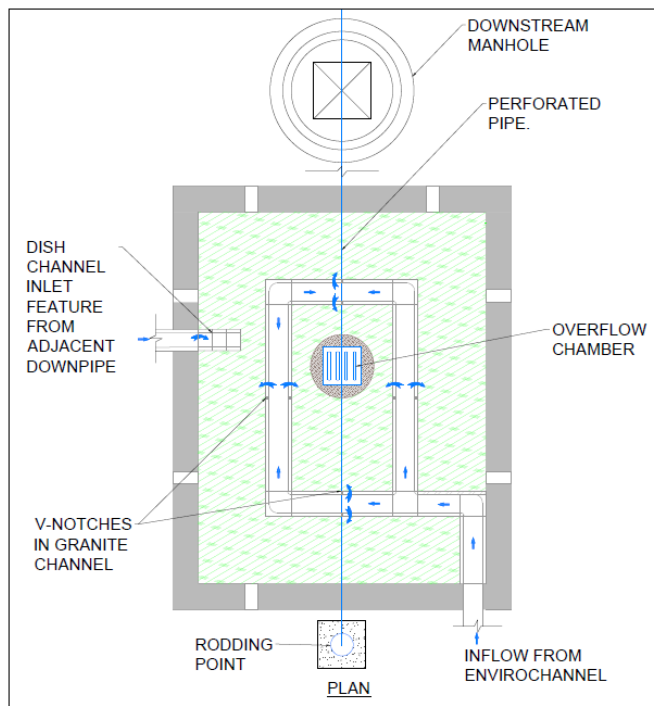 DOWNSTREAM
MANHOLE
PERFORATED
PIPE.
DISH
CHANNEL
INLET
FEATURE
FROM
ADJACENT
DOWNPIPE
OVERFLOW
CHAMBER
V-NOTCHES
IN GRANITE
CHANNEL
RODDING
POINT
INFLOW FROM
ENVIROCHANNEL
PLAN